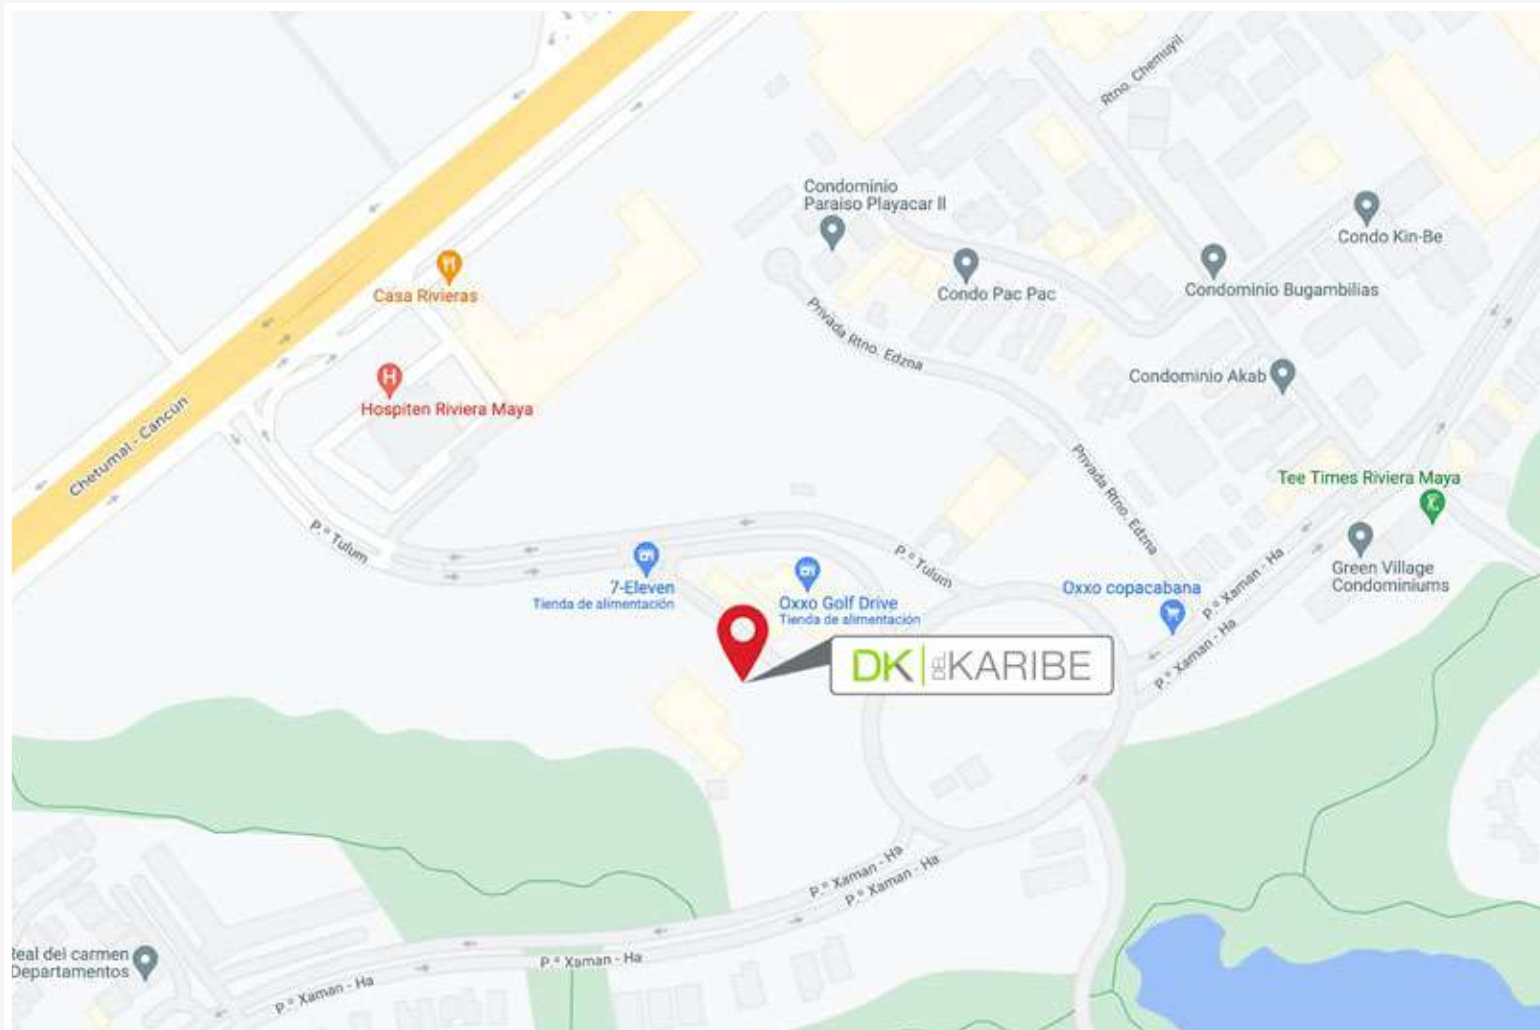 Rtno. Chemuyil
Condominio
Paraiso Playacar II
Condo Kin-Be
Casa Rivieras
Condo Pac Pac
Condominio Bugambilias
Privada Rtno. Edzna
Condominio Akab
Hospiten Riviera Maya
Chetumal - Cancún
Privada Rtno. Edzna
Tee Times Riviera Maya
P.º Tulum
P.º Tulum
7-Eleven
Tienda de alimentación
Oxxo Golf Drive
Tienda de alimentación
Oxxo copacabana
Green Village
Condominiums
P.º Xaman - Ha
P.º Xaman - Ha
DK DEL KARIBE
P.º Xaman - Ha
P.º Xaman - Ha
Real del carmen
Departamentos
P.º Xaman - Ha
P.º Xaman - Ha